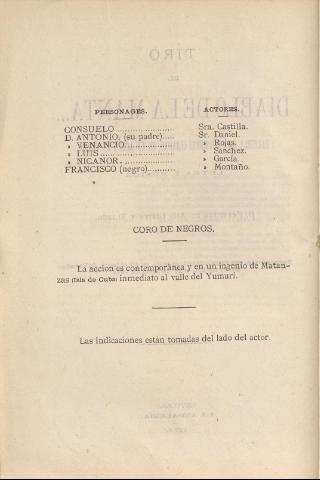 PERSONAGES. ACTORES.
CONSUELO ........................ Sra. Castilla.
D. ANTONIO, (su padre).... Sr. Daniel.
» VENANCIO................. » Rojas.
» LUIS ......................... » Sanchez.
» NICANOR.................. » García.
FRANCISCO (negro).......... » Montaño.
CORO DE NEGROS.
La accion es contemporánea y en un ingenio de Matan-
zas (Isla de Cuba) inmediato al valle del Yumurí.
Las indicaciones están tomadas del lado del actor.